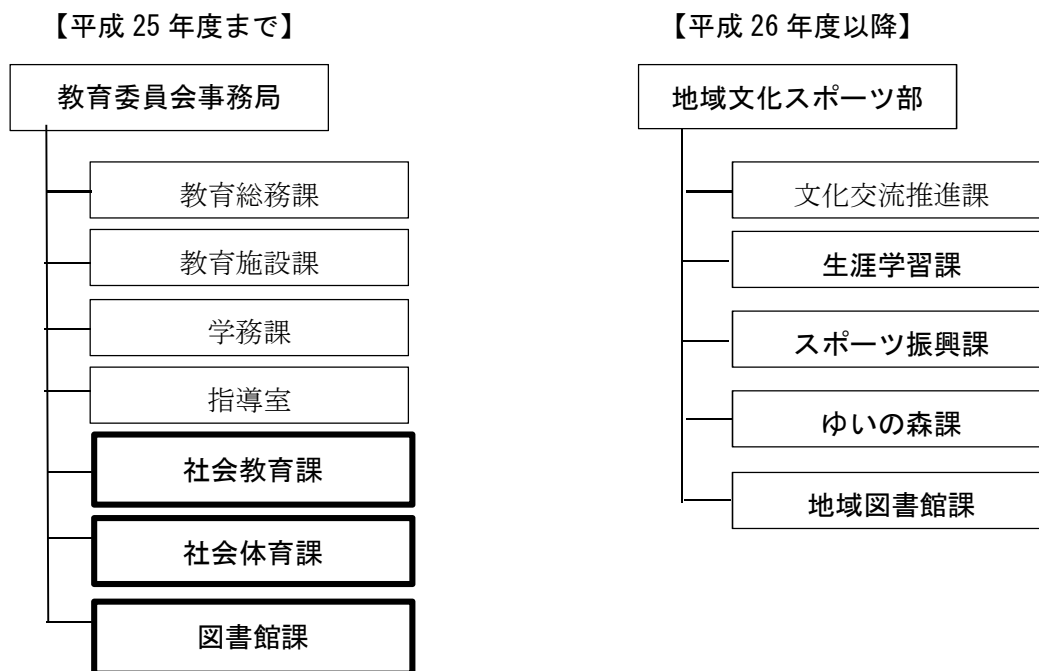 【平成 25 年度まで】
教育委員会事務局
教育総務課
教育施設課
学務課
指導室
社会教育課
社会体育課
図書館課
【平成 26 年度以降】
地域文化スポーツ部
文化交流推進課
生涯学習課
スポーツ振興課
ゆいの森課
地域図書館課